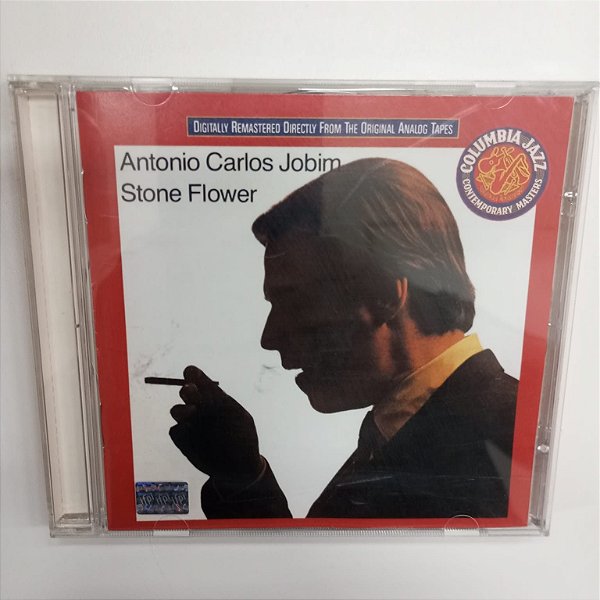 DIGITALLY REMASTERED DIRECTLY FROM THE ORIGINAL ANALOG TAPES
Antonio Carlos Jobim
Stone Flower
COLUMBIA JAZZ
CONTEMPORARY MASTERS